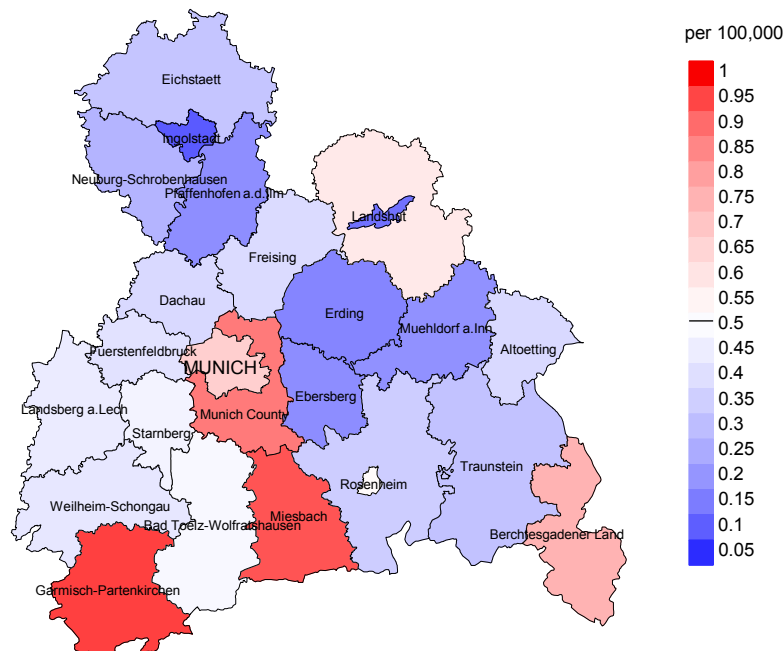 per 100,000
1
0.95
0.9
0.85
0.8
0.75
0.7
0.65
0.6
0.55
0.5
0.45
0.4
0.35
0.3
0.25
0.2
0.15
0.1
0.05
Eichstaett
Ingolstadt
Neuburg-Schrobenhausen
Pfaffenhofen a.d.Ilm
Landshut
Freising
Dachau
Erding
Muehldorf a.Inn
Altoetting
Fuerstenfeldbruck
MUNICH
Ebersberg
Landsberg a.Lech
Munich County
Starnberg
Traunstein
Rosenheim
Weilheim-Schongau
Miesbach
Bad Toelz-Wolfratshausen
Berchtesgadener Land
Garmisch-Partenkirchen